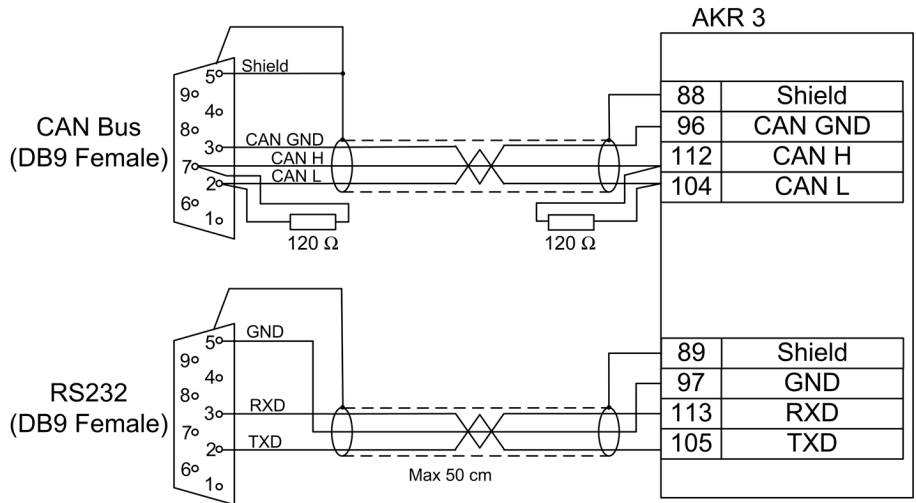 AKR 3
CAN Bus
(DB9 Female)
5
9
4
8
3
7
2
6
1
Shield
CAN GND
CAN H
CAN L
120 Ω
120 Ω
88 Shield
96 CAN GND
112 CAN H
104 CAN L
RS232
(DB9 Female)
5
9
4
8
3
7
2
6
1
GND
RXD
TXD
Max 50 cm
89 Shield
97 GND
113 RXD
105 TXD